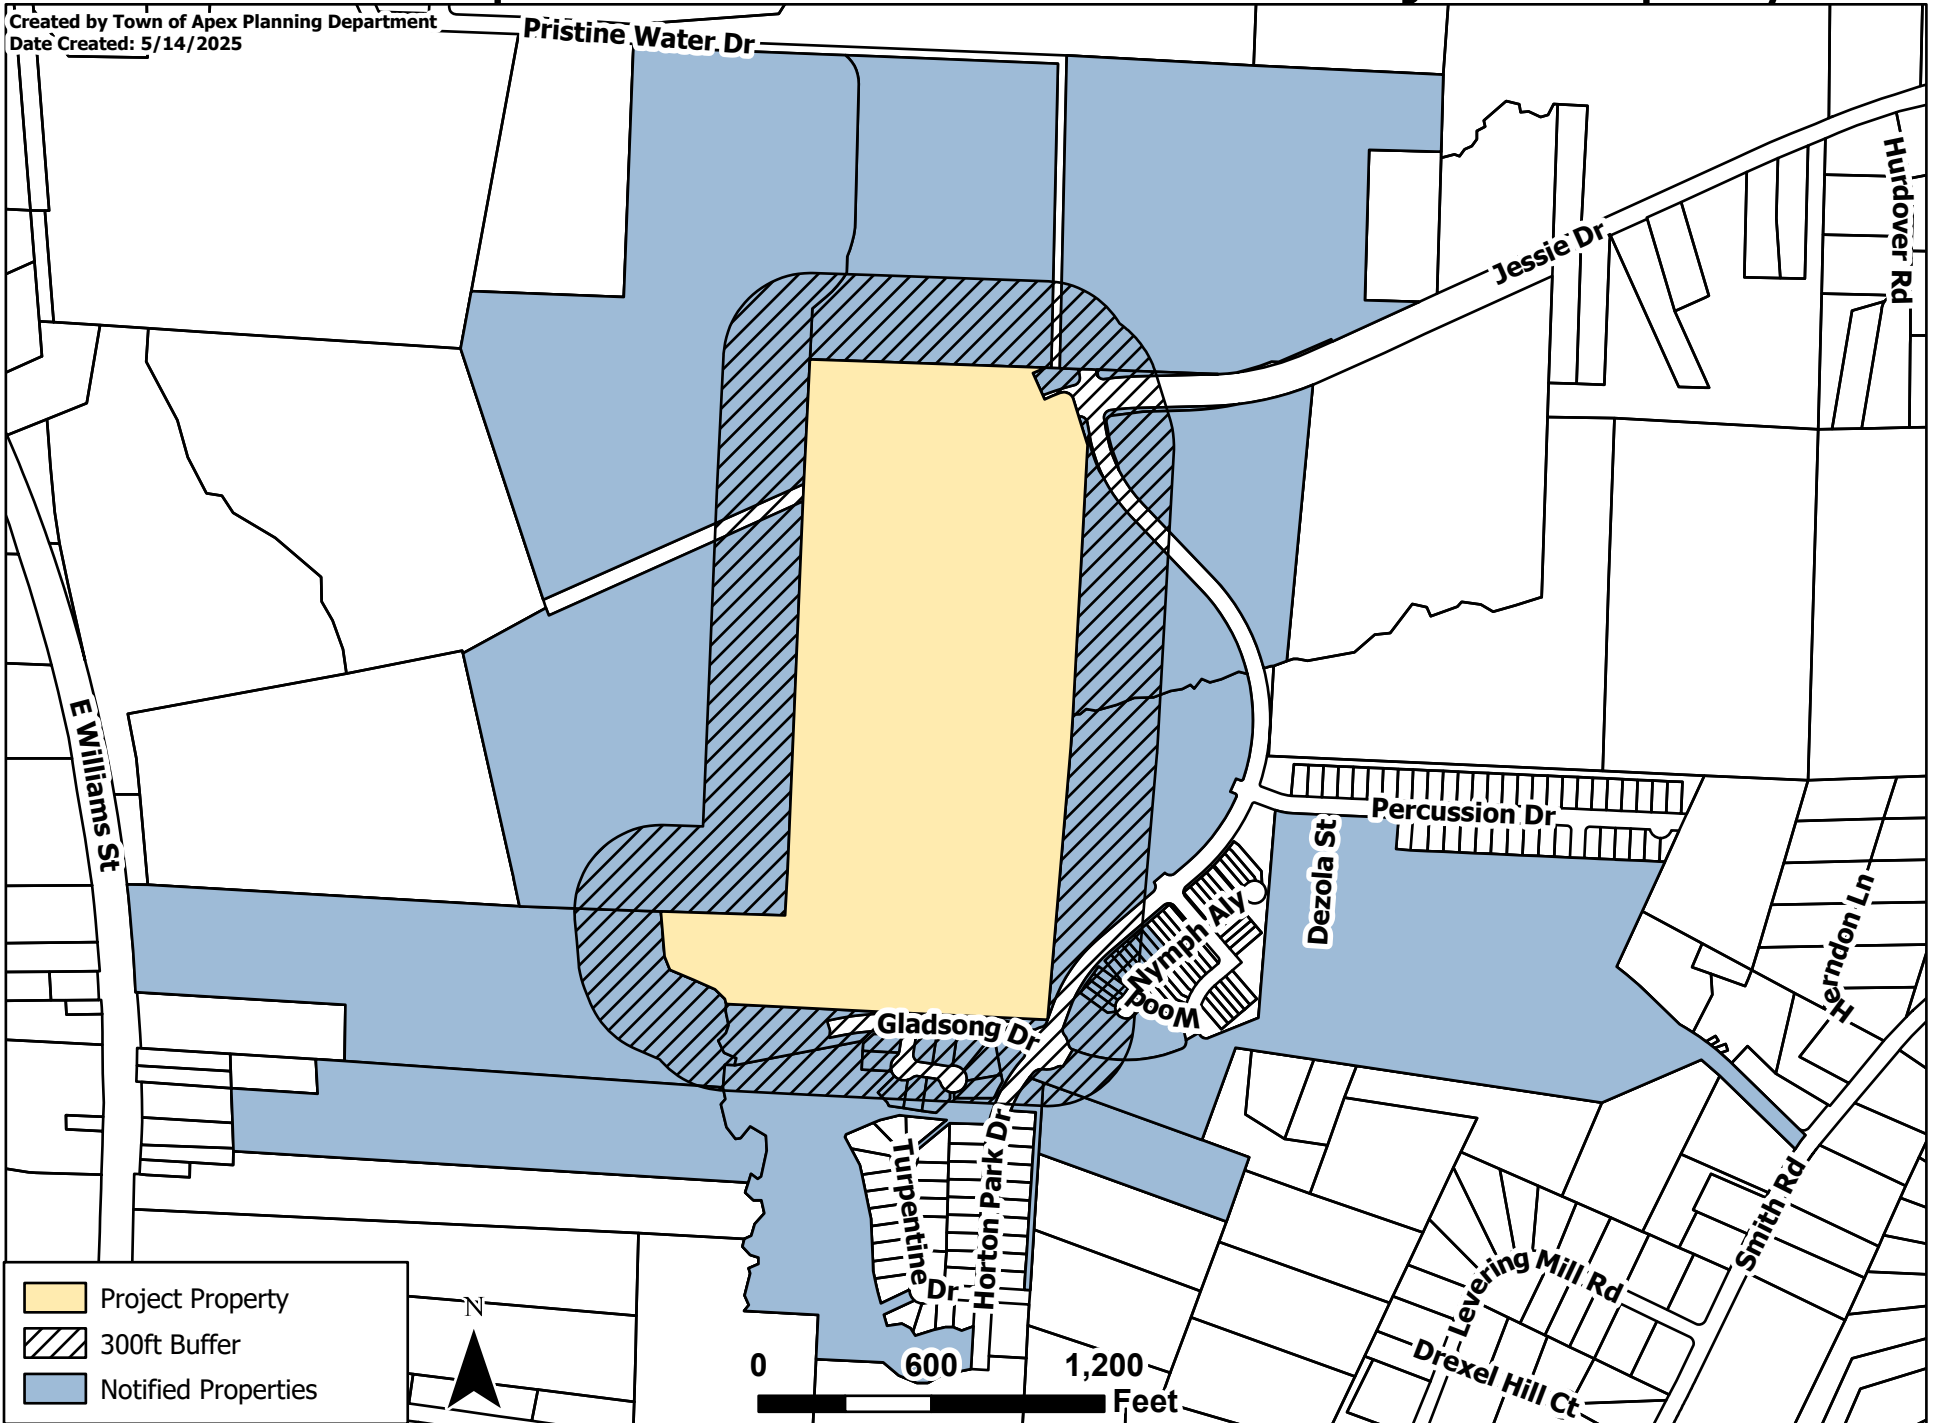 Created by Town of Apex Planning Department
Date Created: 5/14/2025
Pristine Water Dr
Hurdover Rd
Jessie Dr
E Williams St
Percussion Dr
Dezola St
Nymph Aly
Wood
Herndon Ln
Gladsong Dr
Turpentine Dr
Horton Park Dr
Smith Rd
Levering Mill Rd
Drexel Hill Ct
Project Property
300ft Buffer
Notified Properties
N
0 600 1,200
Feet